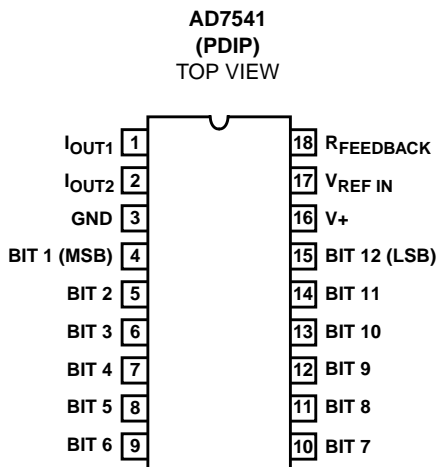 AD7541
(PDIP)
TOP VIEW
IOUT1 1 18 RFEEDBACK
IOUT2 2 17 VREF IN
GND 3 16 V+
BIT 1 (MSB) 4 15 BIT 12 (LSB)
BIT 2 5 14 BIT 11
BIT 3 6 13 BIT 10
BIT 4 7 12 BIT 9
BIT 5 8 11 BIT 8
BIT 6 9 10 BIT 7